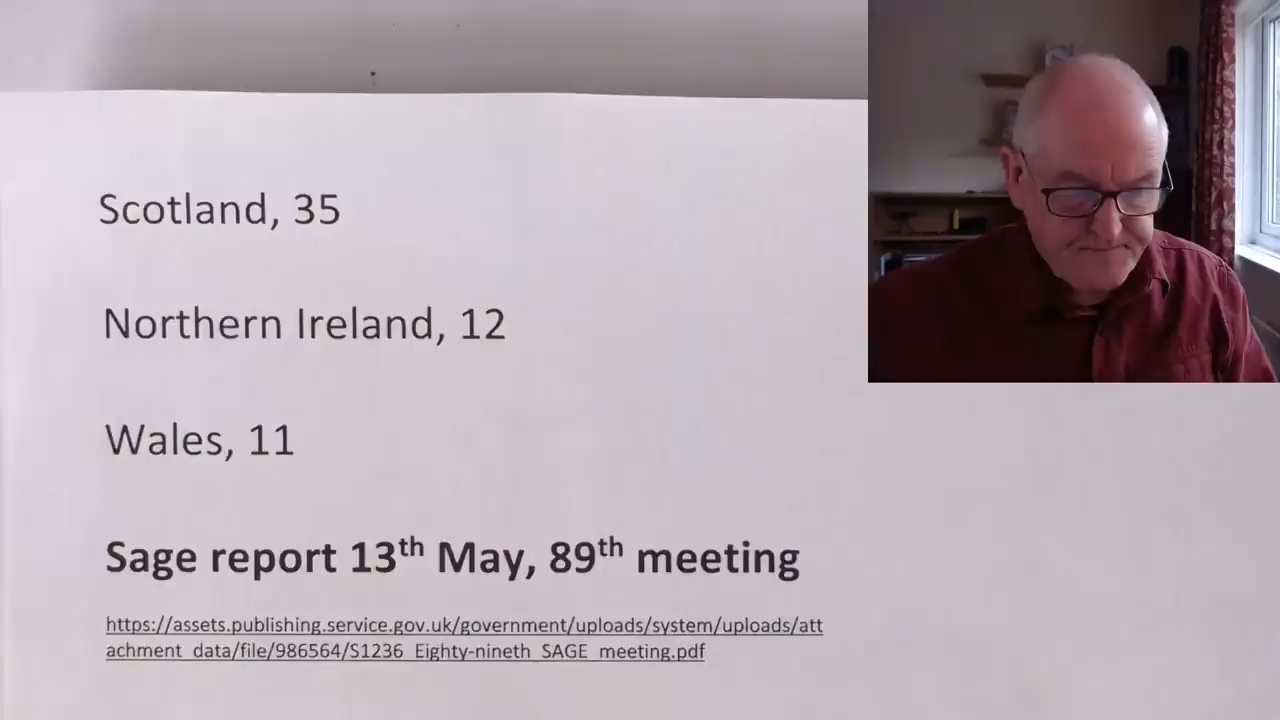 Scotland, 35
Northern Ireland, 12
Wales, 11
Sage report 13th May, 89th meeting
https://assets.publishing.service.gov.uk/government/uploads/system/uploads/att
achment_data/file/986564/S1236_Eighty-nineth_SAGE_meeting.pdf